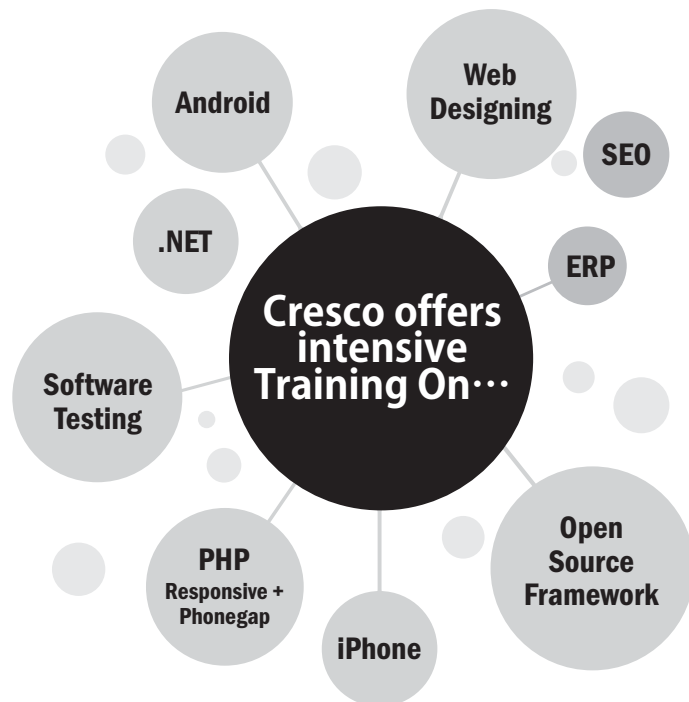 Android
Web
Designing
SEO
.NET
ERP
Cresco offers
intensive
Training On…
Software
Testing
PHP
Responsive +
Phonegap
iPhone
Open
Source
Framework